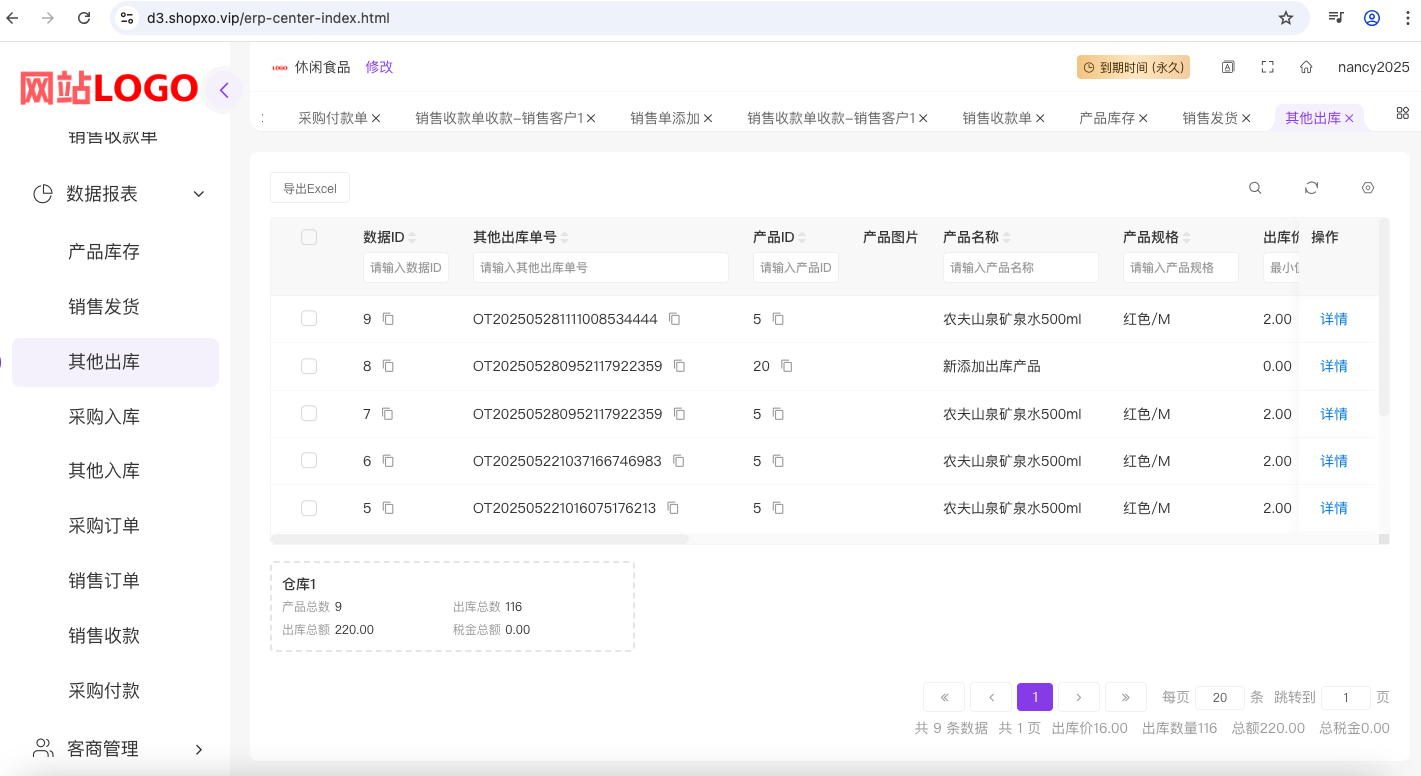 d3.shopxo.vip/erp-center-index.html
网站LOGO
LOGO 休闲食品 修改
到期时间 (永久)
nancy2025
采购付款单
销售收款单收款-销售客户1
销售单添加
销售收款单收款-销售客户1
销售收款单
产品库存
销售发货
其他出库
销售收款单
数据报表
产品库存
销售发货
其他出库
采购入库
其他入库
采购订单
销售订单
销售收款
采购付款
客商管理
导出Excel
数据ID 其他出库单号 产品ID 产品图片 产品名称 产品规格 出库价 操作
请输入数据ID 请输入其他出库单号 请输入产品ID 请输入产品名称 请输入产品规格 最小
9 OT202505281111008534444 5 农夫山泉矿泉水500ml 红色/M 2.00 详情
8 OT202505280952117922359 20 新添加出库产品 0.00 详情
7 OT202505280952117922359 5 农夫山泉矿泉水500ml 红色/M 2.00 详情
6 OT202505221037166746983 5 农夫山泉矿泉水500ml 红色/M 2.00 详情
5 OT202505221016075176213 5 农夫山泉矿泉水500ml 红色/M 2.00 详情
仓库1
产品总数 9 出库总数 116
出库总额 220.00 税金总额 0.00
« ‹ 1 › » 每页 20 条 跳转到 1 页
共 9 条数据 共 1 页 出库价16.00 出库数量116 总额220.00 总税金0.00